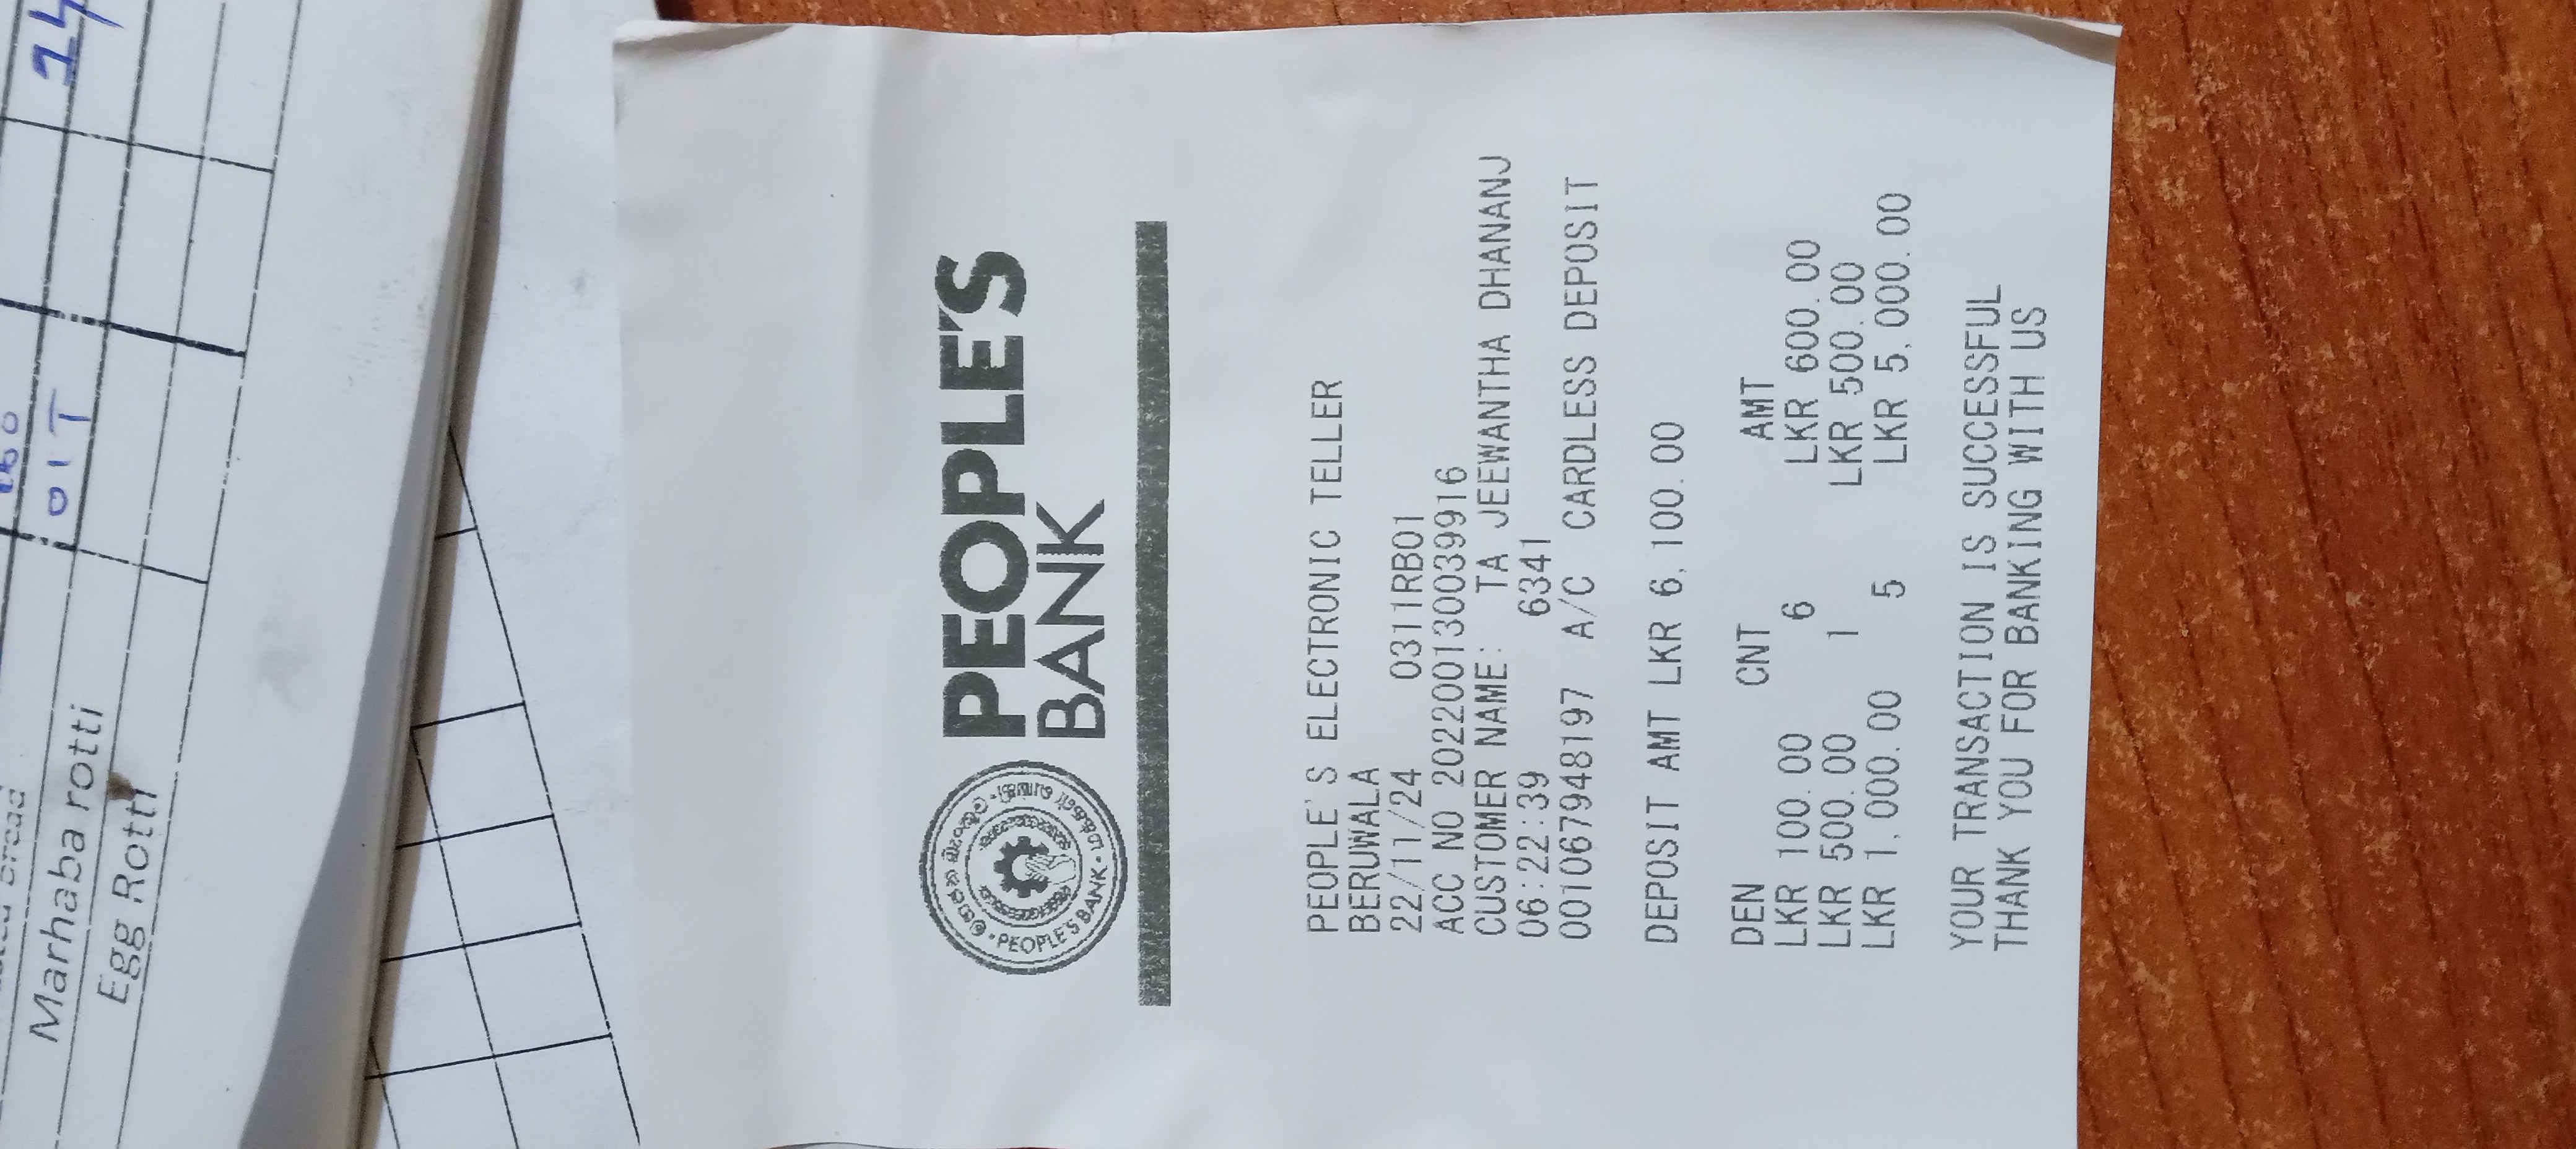 PEOPLE'S
BANK
PEOPLE'S BANK
PEOPLE'S ELECTRONIC TELLER
BERUWALA
22/11/24 0311RB01
ACC NO 202200130039916
CUSTOMER NAME: TA JEEWANTHA DHANANJ
06:22:39 6341
001067948197 A/C CARDLESS DEPOSIT
DEPOSIT AMT LKR 6,100.00
DEN CNT AMT
LKR 100.00 6 LKR 600.00
LKR 500.00 1 LKR 500.00
LKR 1,000.00 5 LKR 5,000.00
YOUR TRANSACTION IS SUCCESSFUL
THANK YOU FOR BANKING WITH US
bread
Marhaba rotti
Egg Rotti